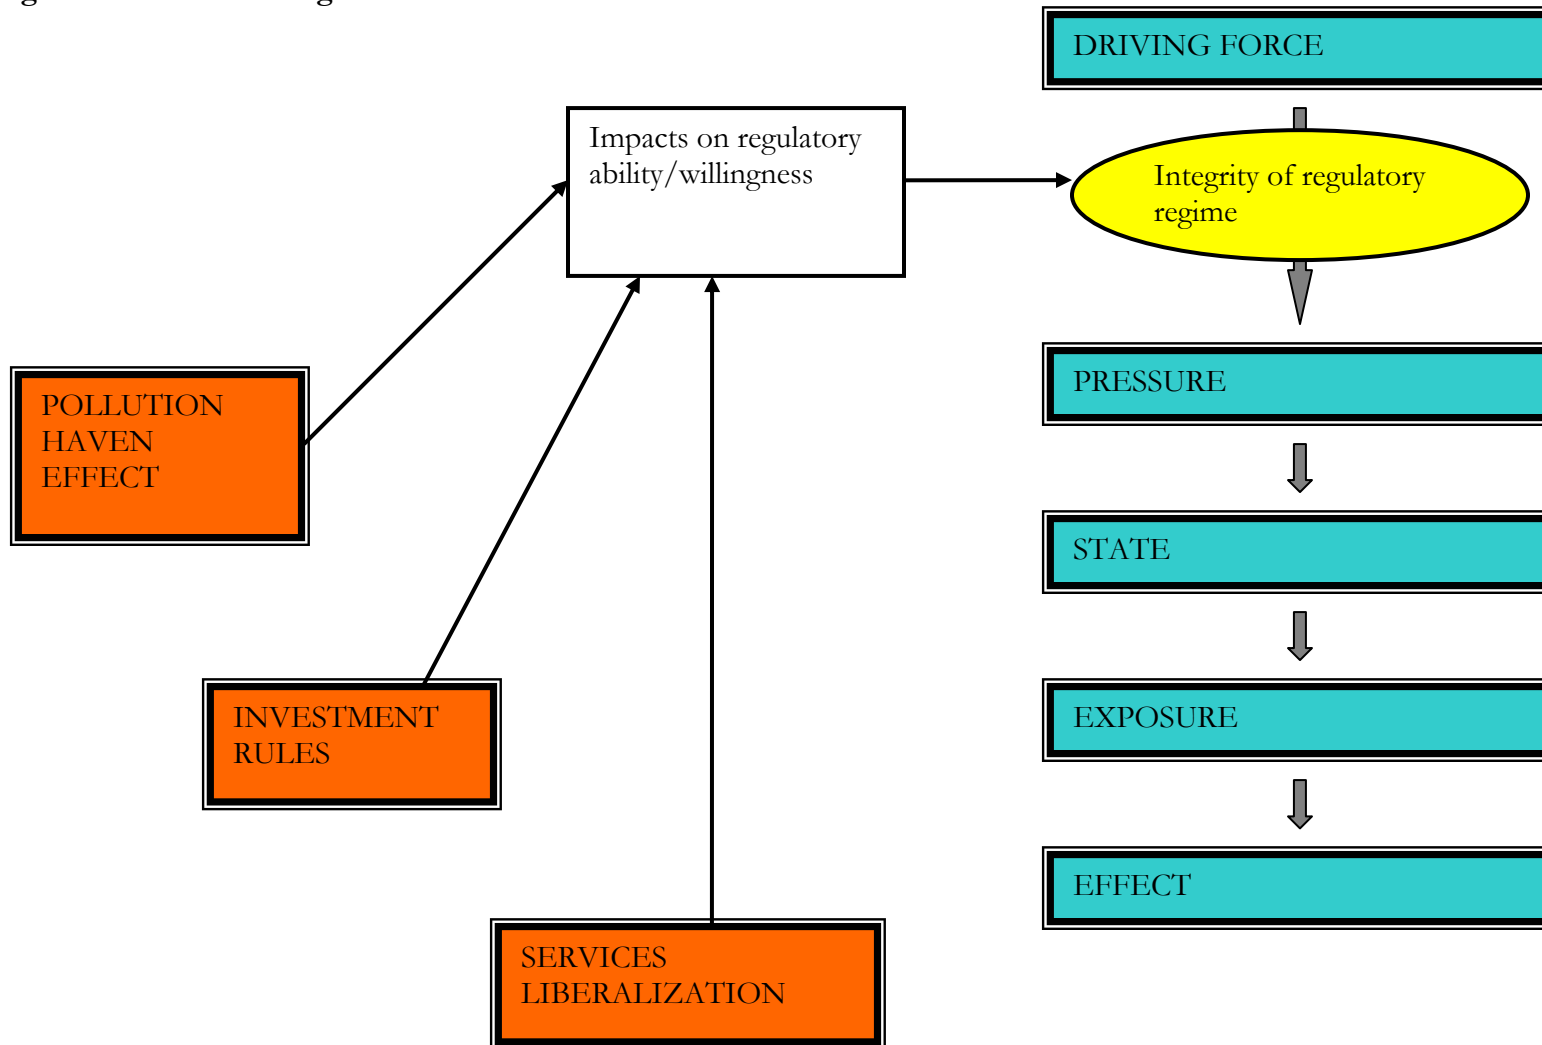 DRIVING FORCE
Impacts on regulatory
ability/willingness
Integrity of regulatory
regime
PRESSURE
POLLUTION
HAVEN
EFFECT
STATE
INVESTMENT
RULES
EXPOSURE
EFFECT
SERVICES
LIBERALIZATION